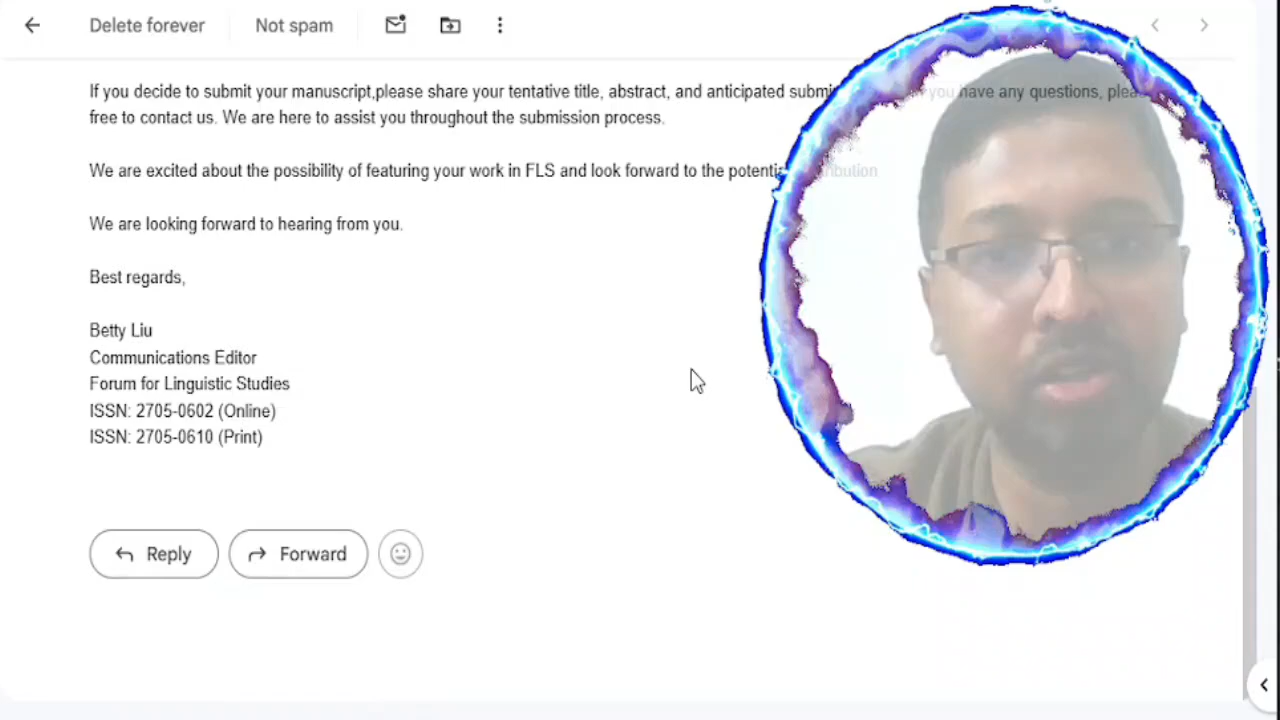 Delete forever
Not spam
If you decide to submit your manuscript,please share your tentative title, abstract, and anticipated you have any questions,
free to contact us. We are here to assist you throughout the submission process.
We are excited about the possibility of featuring your work in FLS and look forward to the
We are looking forward to hearing from you.
Best regards,
Betty Liu
Communications Editor
Forum for Linguistic Studies
ISSN: 2705-0602 (Online)
ISSN: 2705-0610 (Print)
Reply
Forward